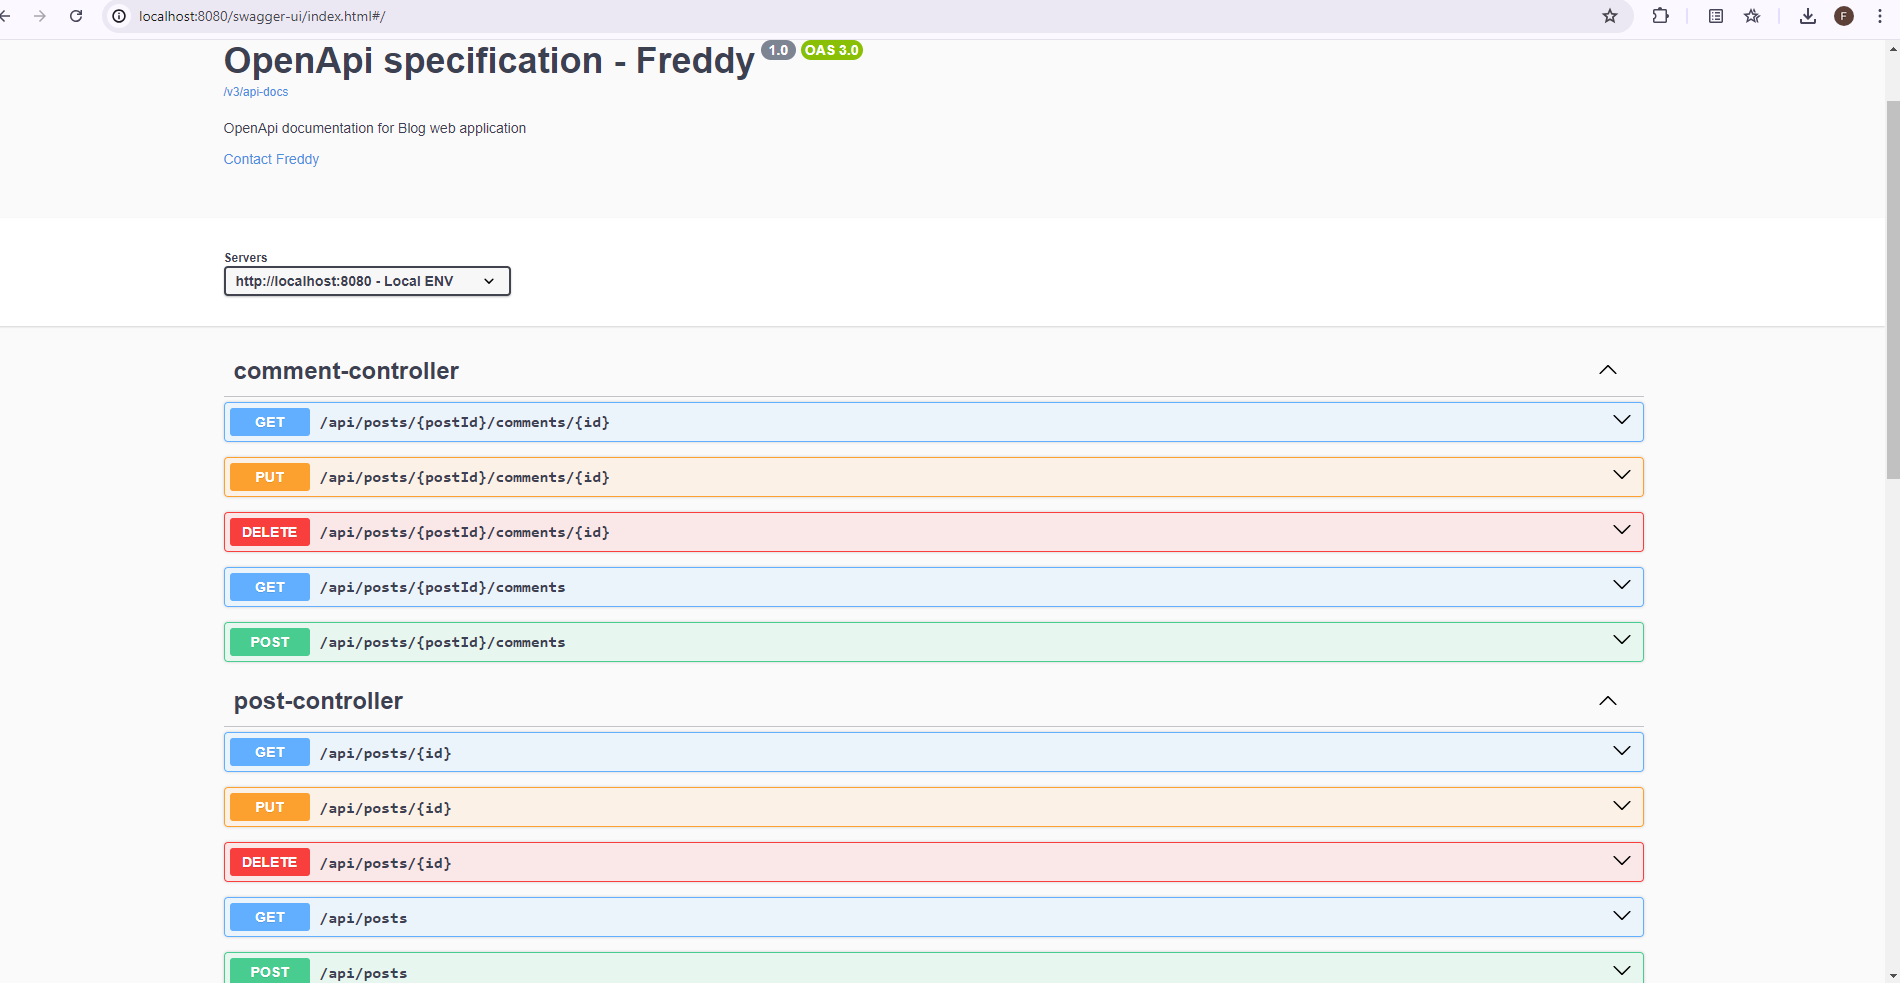 localhost:8080/swagger-ui/index.html#/
F
OpenApi specification - Freddy 1.0 OAS 3.0
/v3/api-docs
OpenApi documentation for Blog web application
Contact Freddy
Servers
http://localhost:8080 - Local ENV
comment-controller
GET /api/posts/{postId}/comments/{id}
PUT /api/posts/{postId}/comments/{id}
DELETE /api/posts/{postId}/comments/{id}
GET /api/posts/{postId}/comments
POST /api/posts/{postId}/comments
post-controller
GET /api/posts/{id}
PUT /api/posts/{id}
DELETE /api/posts/{id}
GET /api/posts
POST /api/posts